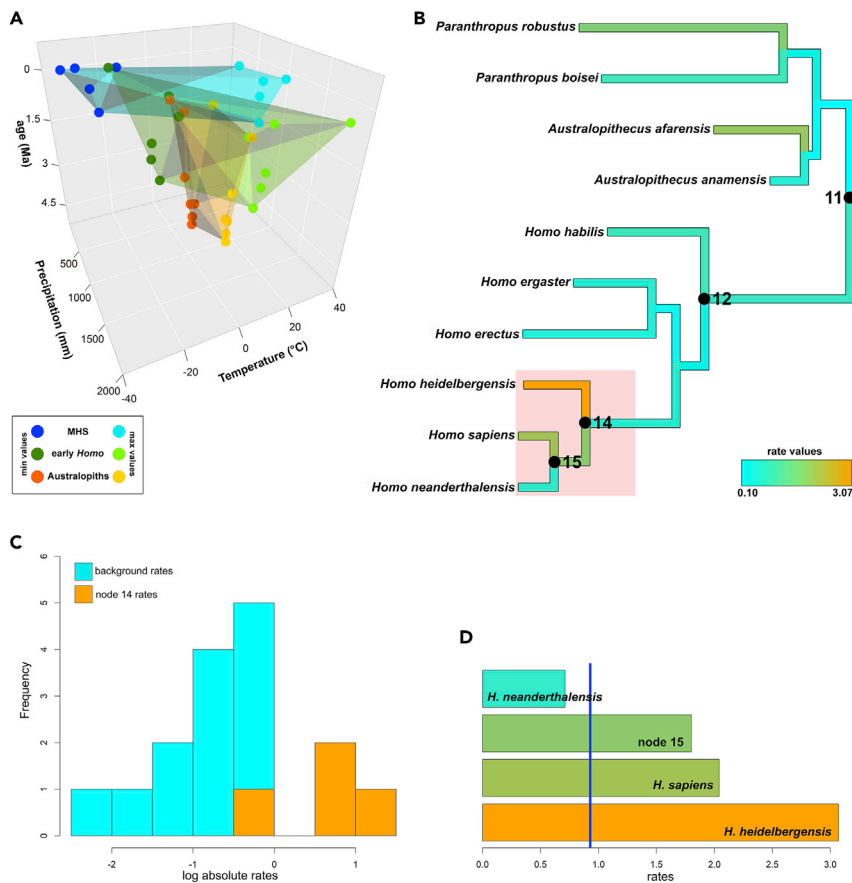 A
0
1.5
3
4.5
age (Ma)
500
1000
1500
2000
Precipitation (mm)
-40
-20
0
20
40
Temperature (°C)
min values
MHS
early Homo
Australopiths
max values
B
Paranthropus robustus
Paranthropus boisei
Australopithecus afarensis
Australopithecus anamensis
11
Homo habilis
12
Homo ergaster
Homo erectus
Homo heidelbergensis
14
Homo sapiens
15
Homo neanderthalensis
rate values
0.10 3.07
C
background rates
node 14 rates
Frequency
6
5
4
3
2
1
0
-2 -1 0 1
log absolute rates
D
H. neanderthalensis
node 15
H. sapiens
H. heidelbergensis
0.0 0.5 1.0 1.5 2.0 2.5 3.0
rates